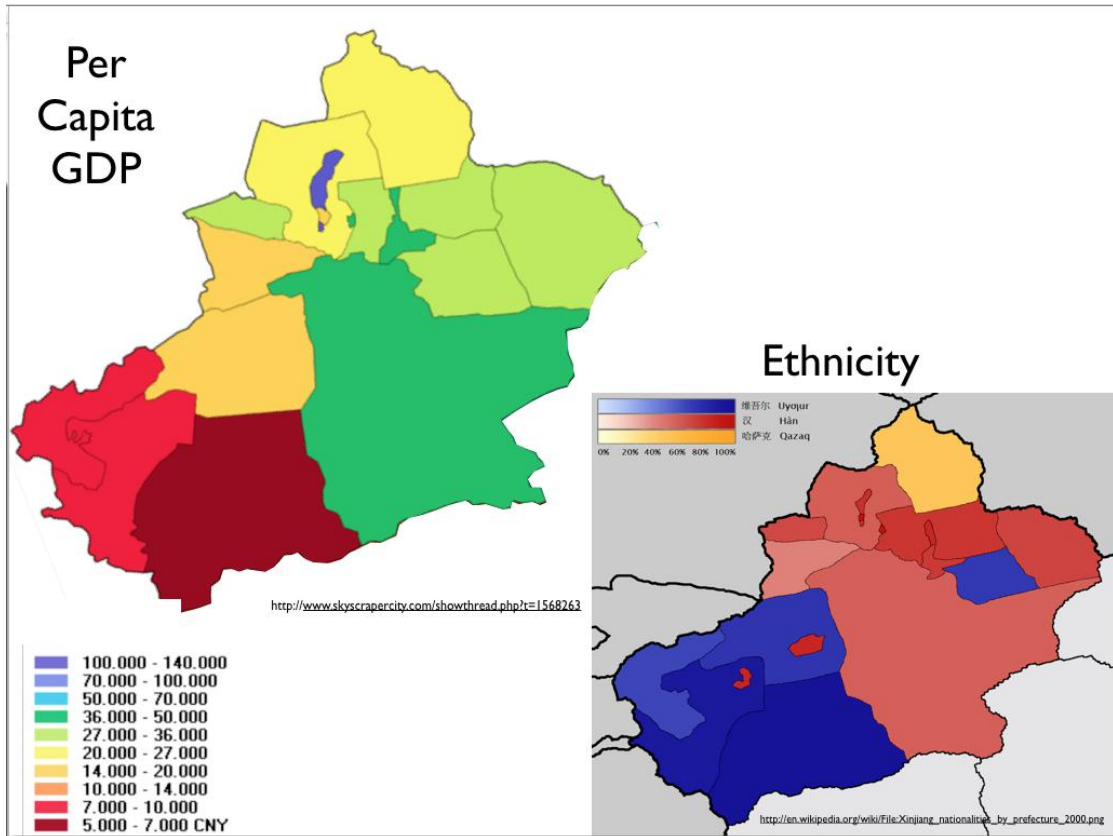 Per
Capita
GDP
http://www.skyscrapercity.com/showthread.php?t=1568263
100.000 - 140.000
70.000 - 100.000
50.000 - 70.000
36.000 - 50.000
27.000 - 36.000
20.000 - 27.000
14.000 - 20.000
10.000 - 14.000
7.000 - 10.000
5.000 - 7.000 CNY
Ethnicity
维吾尔 Uyƣur
汉 Hàn
哈萨克 Qazaq
0% 20% 40% 60% 80% 100%
http://en.wikipedia.org/wiki/File:Xinjiang_nationalities_by_prefecture_2000.png